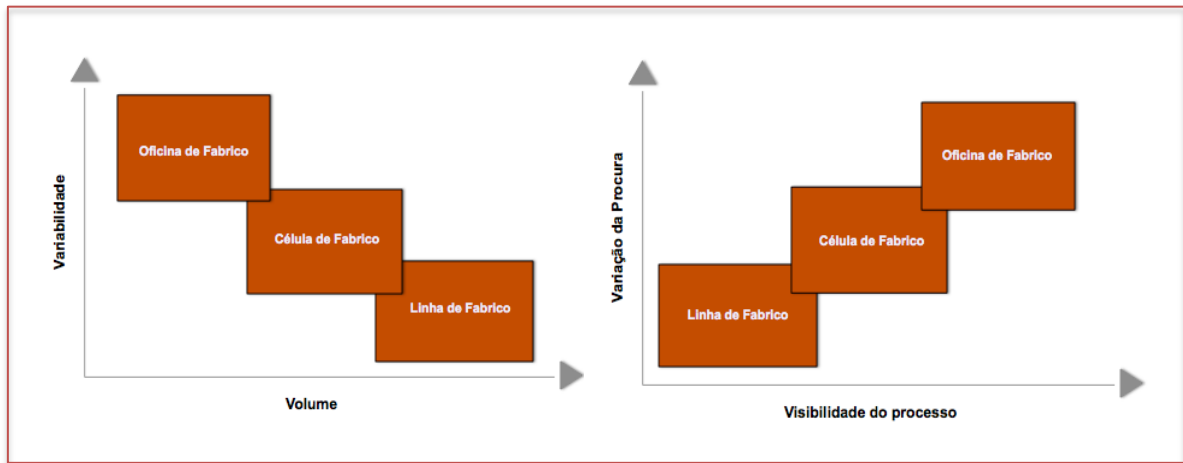 Variabilidade
Oficina de Fabrico
Célula de Fabrico
Linha de Fabrico
Volume
Variação da Procura
Oficina de Fabrico
Célula de Fabrico
Linha de Fabrico
Visibilidade do processo